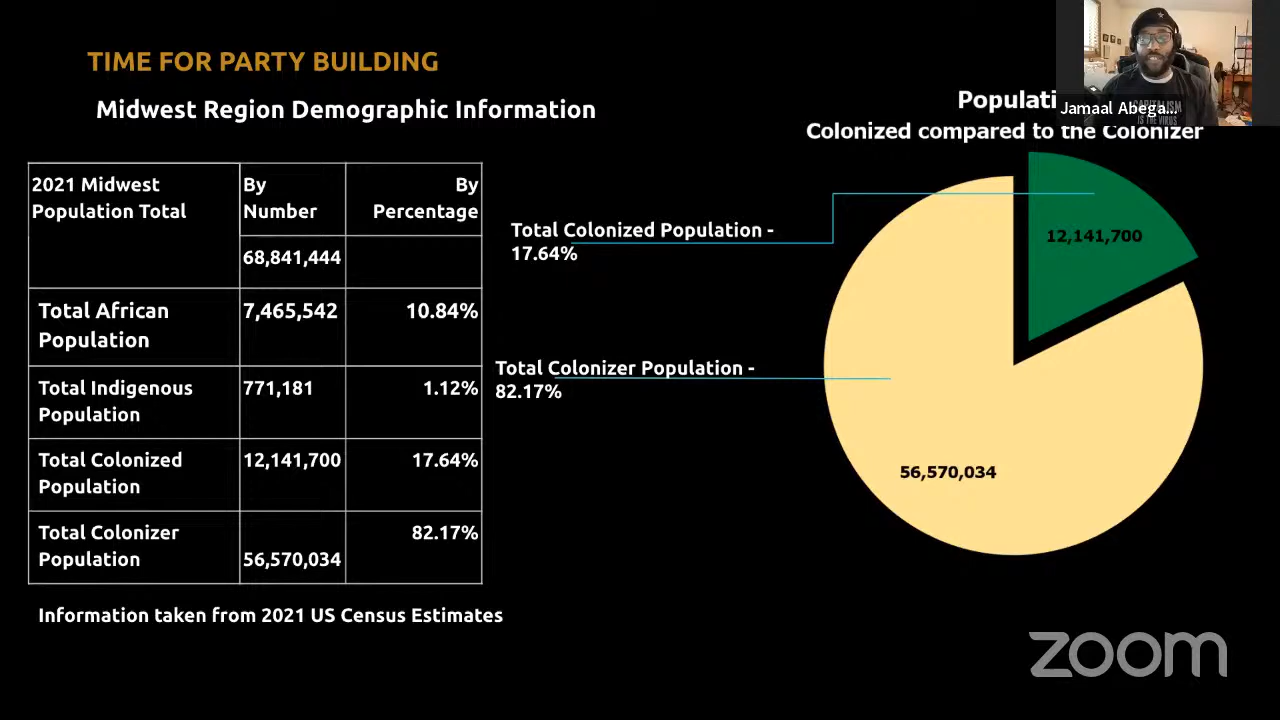 TIME FOR PARTY BUILDING
Midwest Region Demographic Information
2021 Midwest
Population Total
By
Number
By
Percentage
68,841,444
Total African
Population
7,465,542
10.84%
Total Indigenous
Population
771,181
1.12%
Total Colonized
Population
12,141,700
17.64%
Total Colonizer
Population
56,570,034
82.17%
Information taken from 2021 US Census Estimates
Colonized compared to the Colonizer
Total Colonized Population -
17.64%
12,141,700
Total Colonizer Population -
82.17%
56,570,034
Jamaal Abega...
CAPITALISM
IS THE VIRUS
zoom